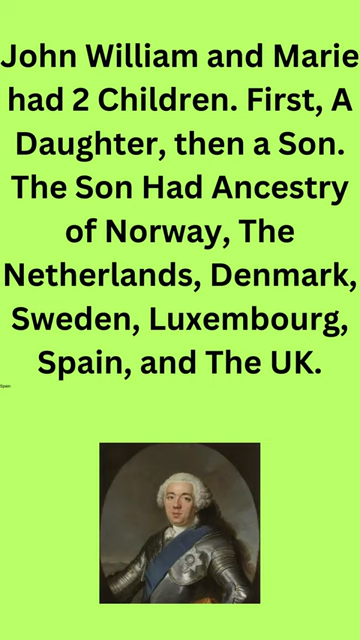 John William and Marie
had 2 Children. First, A
Daughter, then a Son.
The Son Had Ancestry
of Norway, The
Netherlands, Denmark,
Sweden, Luxembourg,
Spain, and The UK.
Spain